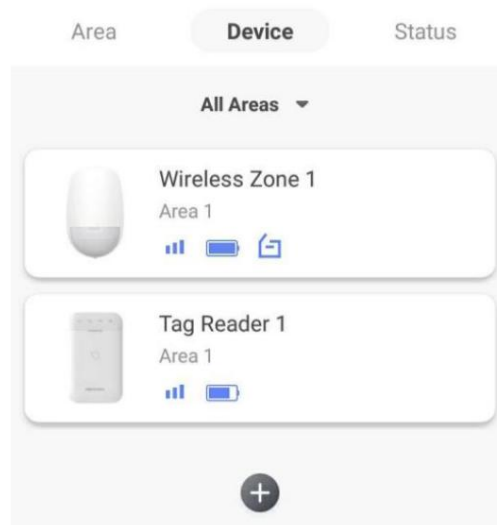 Area
Device
Status
All Areas
Wireless Zone 1
Area 1
Tag Reader 1
Area 1